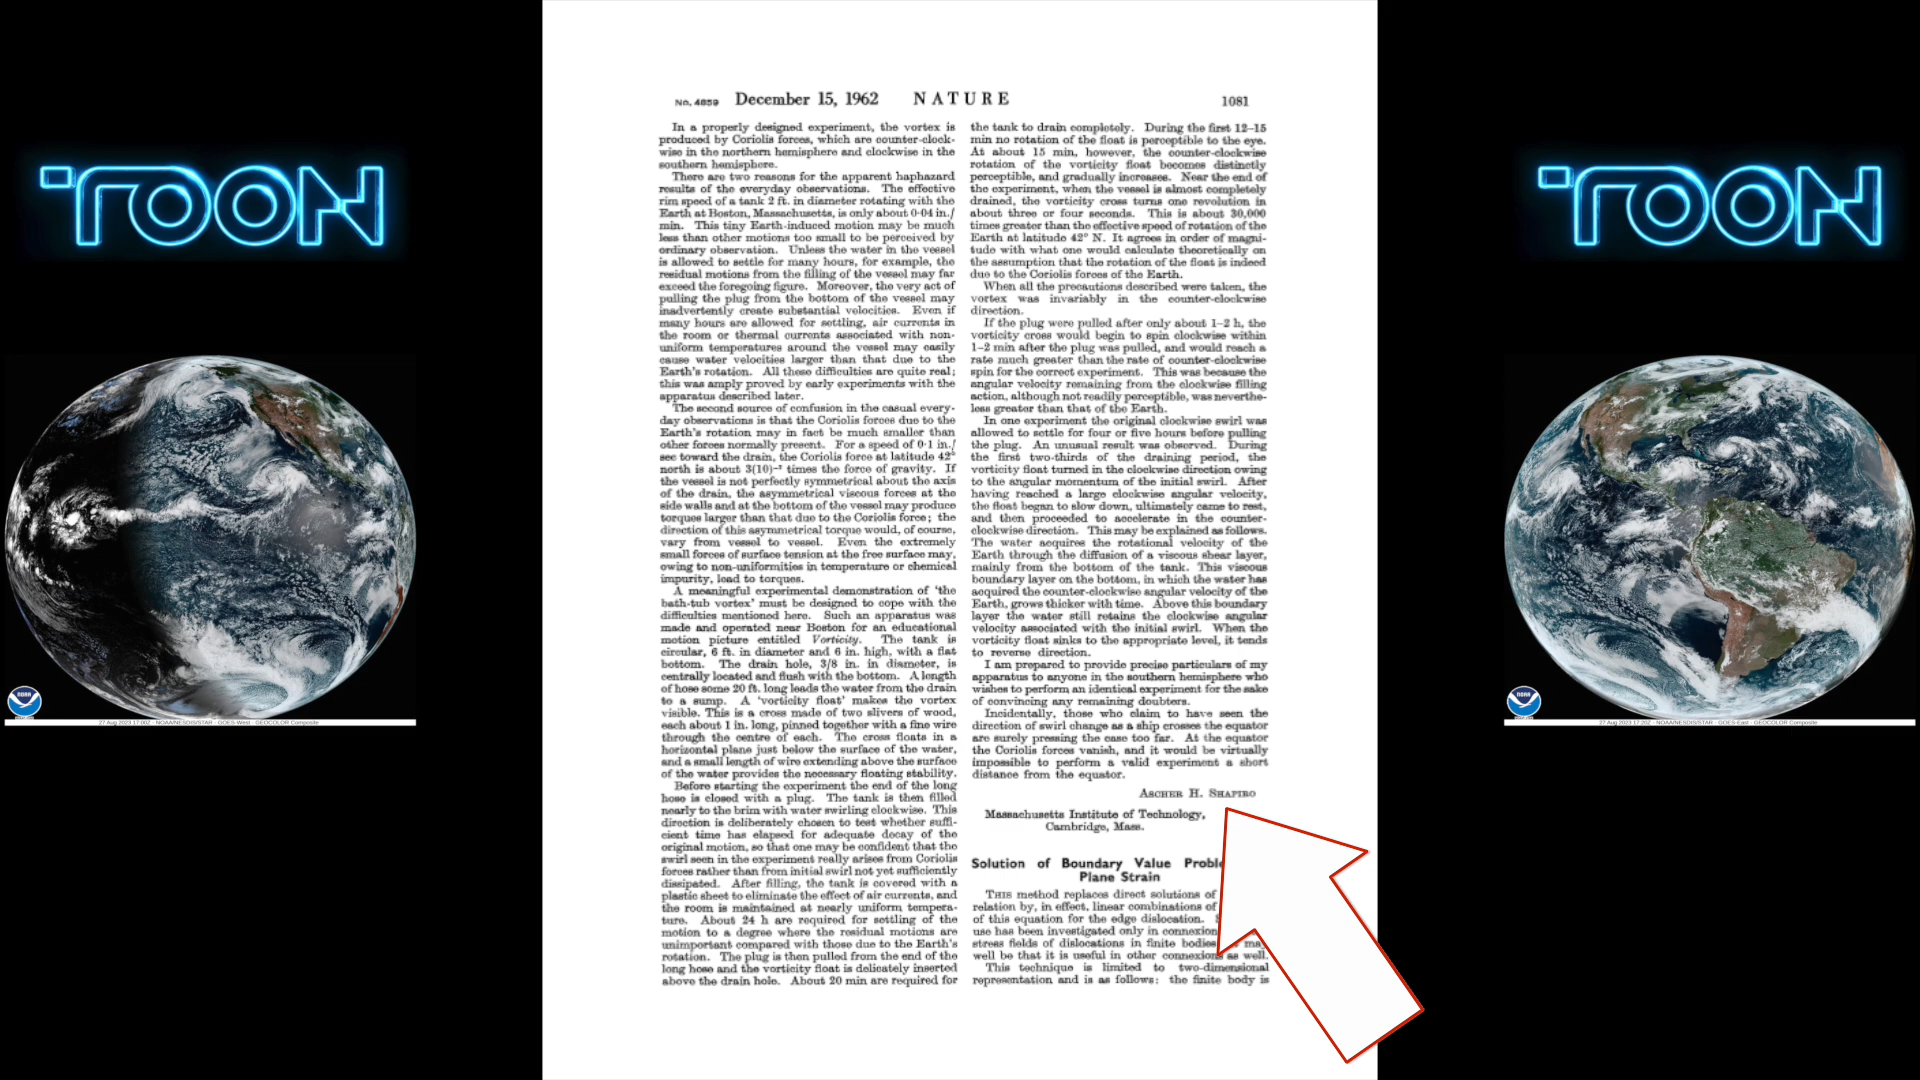 TOON
TOON
NOAA
27 Aug 2023 17:00Z - NOAA/NESDIS/STAR - GOES-West - GEOCOLOR Composite
NOAA
27 Aug 2023 17:20Z - NOAA/NESDIS/STAR - GOES-East - GEOCOLOR Composite
No. 4859 December 15, 1962 NATURE 1081
In a properly designed experiment, the vortex is
produced by Coriolis forces, which are counter-clock-
wise in the northern hemisphere and clockwise in the
southern hemisphere.
There are two reasons for the apparent haphazard
results of the everyday observations. The effective
rim speed of a tank 2 ft. in diameter rotating with the
Earth at Boston, Massachusetts, is only about 0·04 in./
min. This tiny Earth-induced motion may be much
less than other motions too small to be perceived by
ordinary observation. Unless the water in the vessel
is allowed to settle for many hours, for example, the
residual motions from the filling of the vessel may far
exceed the foregoing figure. Moreover, the very act of
pulling the plug from the bottom of the vessel may
inadvertently create substantial velocities. Even if
many hours are allowed for settling, air currents in
the room or thermal currents associated with non-
uniform temperatures around the vessel may easily
cause water velocities larger than that due to the
Earth's rotation. All these difficulties are quite real;
this was amply proved by early experiments with the
apparatus described later.
The second source of confusion in the casual every-
day observations is that the Coriolis forces due to the
Earth's rotation may in fact be much smaller than
other forces normally present. For a speed of 0·1 in./
sec toward the drain, the Coriolis force at latitude 42°
north is about 3(10)⁻⁷ times the force of gravity. If
the vessel is not perfectly symmetrical about the axis
of the drain, the asymmetrical viscous forces at the
side walls and at the bottom of the vessel may produce
torques larger than that due to the Coriolis force; the
direction of this asymmetrical torque would, of course,
vary from vessel to vessel. Even the extremely
small forces of surface tension at the free surface may,
owing to non-uniformities in temperature or chemical
impurity, lead to torques.
A meaningful experimental demonstration of 'the
bath-tub vortex' must be designed to cope with the
difficulties mentioned here. Such an apparatus was
made and operated near Boston for an educational
motion picture entitled Vorticity. The tank is
circular, 6 ft. in diameter and 6 in. high, with a flat
bottom. The drain hole, 3/8 in. in diameter, is
centrally located and flush with the bottom. A length
of hose some 20 ft. long leads the water from the drain
to a sump. A 'vorticity float' makes the vortex
visible. This is a cross made of two slivers of wood,
each about 1 in. long, pinned together with a fine wire
through the centre of each. The cross floats in a
horizontal plane just below the surface of the water,
and a small length of wire extending above the surface
of the water provides the necessary floating stability.
Before starting the experiment the end of the long
hose is closed with a plug. The tank is then filled
nearly to the brim with water swirling clockwise. This
direction is deliberately chosen to test whether suffi-
cient time has elapsed for adequate decay of the
original motion, so that one may be confident that the
swirl seen in the experiment really arises from Coriolis
forces rather than from initial swirl not yet sufficiently
dissipated. After filling, the tank is covered with a
plastic sheet to eliminate the effect of air currents, and
the room is maintained at nearly uniform tempera-
ture. About 24 h are required for settling of the
motion to a degree where the residual motions are
unimportant compared with those due to the Earth's
rotation. The plug is then pulled from the end of the
long hose and the vorticity float is delicately inserted
above the drain hole. About 20 min are required for
the tank to drain completely. During the first 12–15
min no rotation of the float is perceptible to the eye.
At about 15 min, however, the counter-clockwise
rotation of the vorticity float becomes distinctly
perceptible, and gradually increases. Near the end of
the experiment, when the vessel is almost completely
drained, the vorticity cross turns one revolution in
about three or four seconds. This is about 30,000
times greater than the effective speed of rotation of the
Earth at latitude 42° N. It agrees in order of magni-
tude with what one would calculate theoretically on
the assumption that the rotation of the float is indeed
due to the Coriolis forces of the Earth.
When all the precautions described were taken, the
vortex was invariably in the counter-clockwise
direction.
If the plug were pulled after only about 1–2 h, the
vorticity cross would begin to spin clockwise within
1–2 min after the plug was pulled, and would reach a
rate much greater than the rate of counter-clockwise
spin for the correct experiment. This was because the
angular velocity remaining from the clockwise filling
action, although not readily perceptible, was neverthe-
less greater than that of the Earth.
In one experiment the original clockwise swirl was
allowed to settle for four or five hours before pulling
the plug. An unusual result was observed. During
the first two-thirds of the draining period, the
vorticity float turned in the clockwise direction owing
to the angular momentum of the initial swirl. After
having reached a large clockwise angular velocity,
the float began to slow down, ultimately came to rest,
and then proceeded to accelerate in the counter-
clockwise direction. This may be explained as follows.
The water acquires the rotational velocity of the
Earth through the diffusion of a viscous shear layer,
mainly from the bottom of the tank. This viscous
boundary layer on the bottom, in which the water has
acquired the counter-clockwise angular velocity of the
Earth, grows thicker with time. Above this boundary
layer the water still retains the clockwise angular
velocity associated with the initial swirl. When the
vorticity float sinks to the appropriate level, it tends
to reverse direction.
I am prepared to provide precise particulars of my
apparatus to anyone in the southern hemisphere who
wishes to perform an identical experiment for the sake
of convincing any remaining doubters.
Incidentally, those who claim to have seen the
direction of swirl change as a ship crosses the equator
are surely pressing the case too far. At the equator
the Coriolis forces vanish, and it would be virtually
impossible to perform a valid experiment a short
distance from the equator.
ASCHER H. SHAPIRO
Massachusetts Institute of Technology,
Cambridge, Mass.
Solution of Boundary Value Proble
Plane Strain
THIS method replaces direct solutions of
relation by, in effect, linear combinations of
of this equation for the edge dislocation.
use has been investigated only in connexion
stress fields of dislocations in finite bodies
well be that it is useful in other connexions as well.
This technique is limited to two-dimensional
representation and is as follows: the finite body is